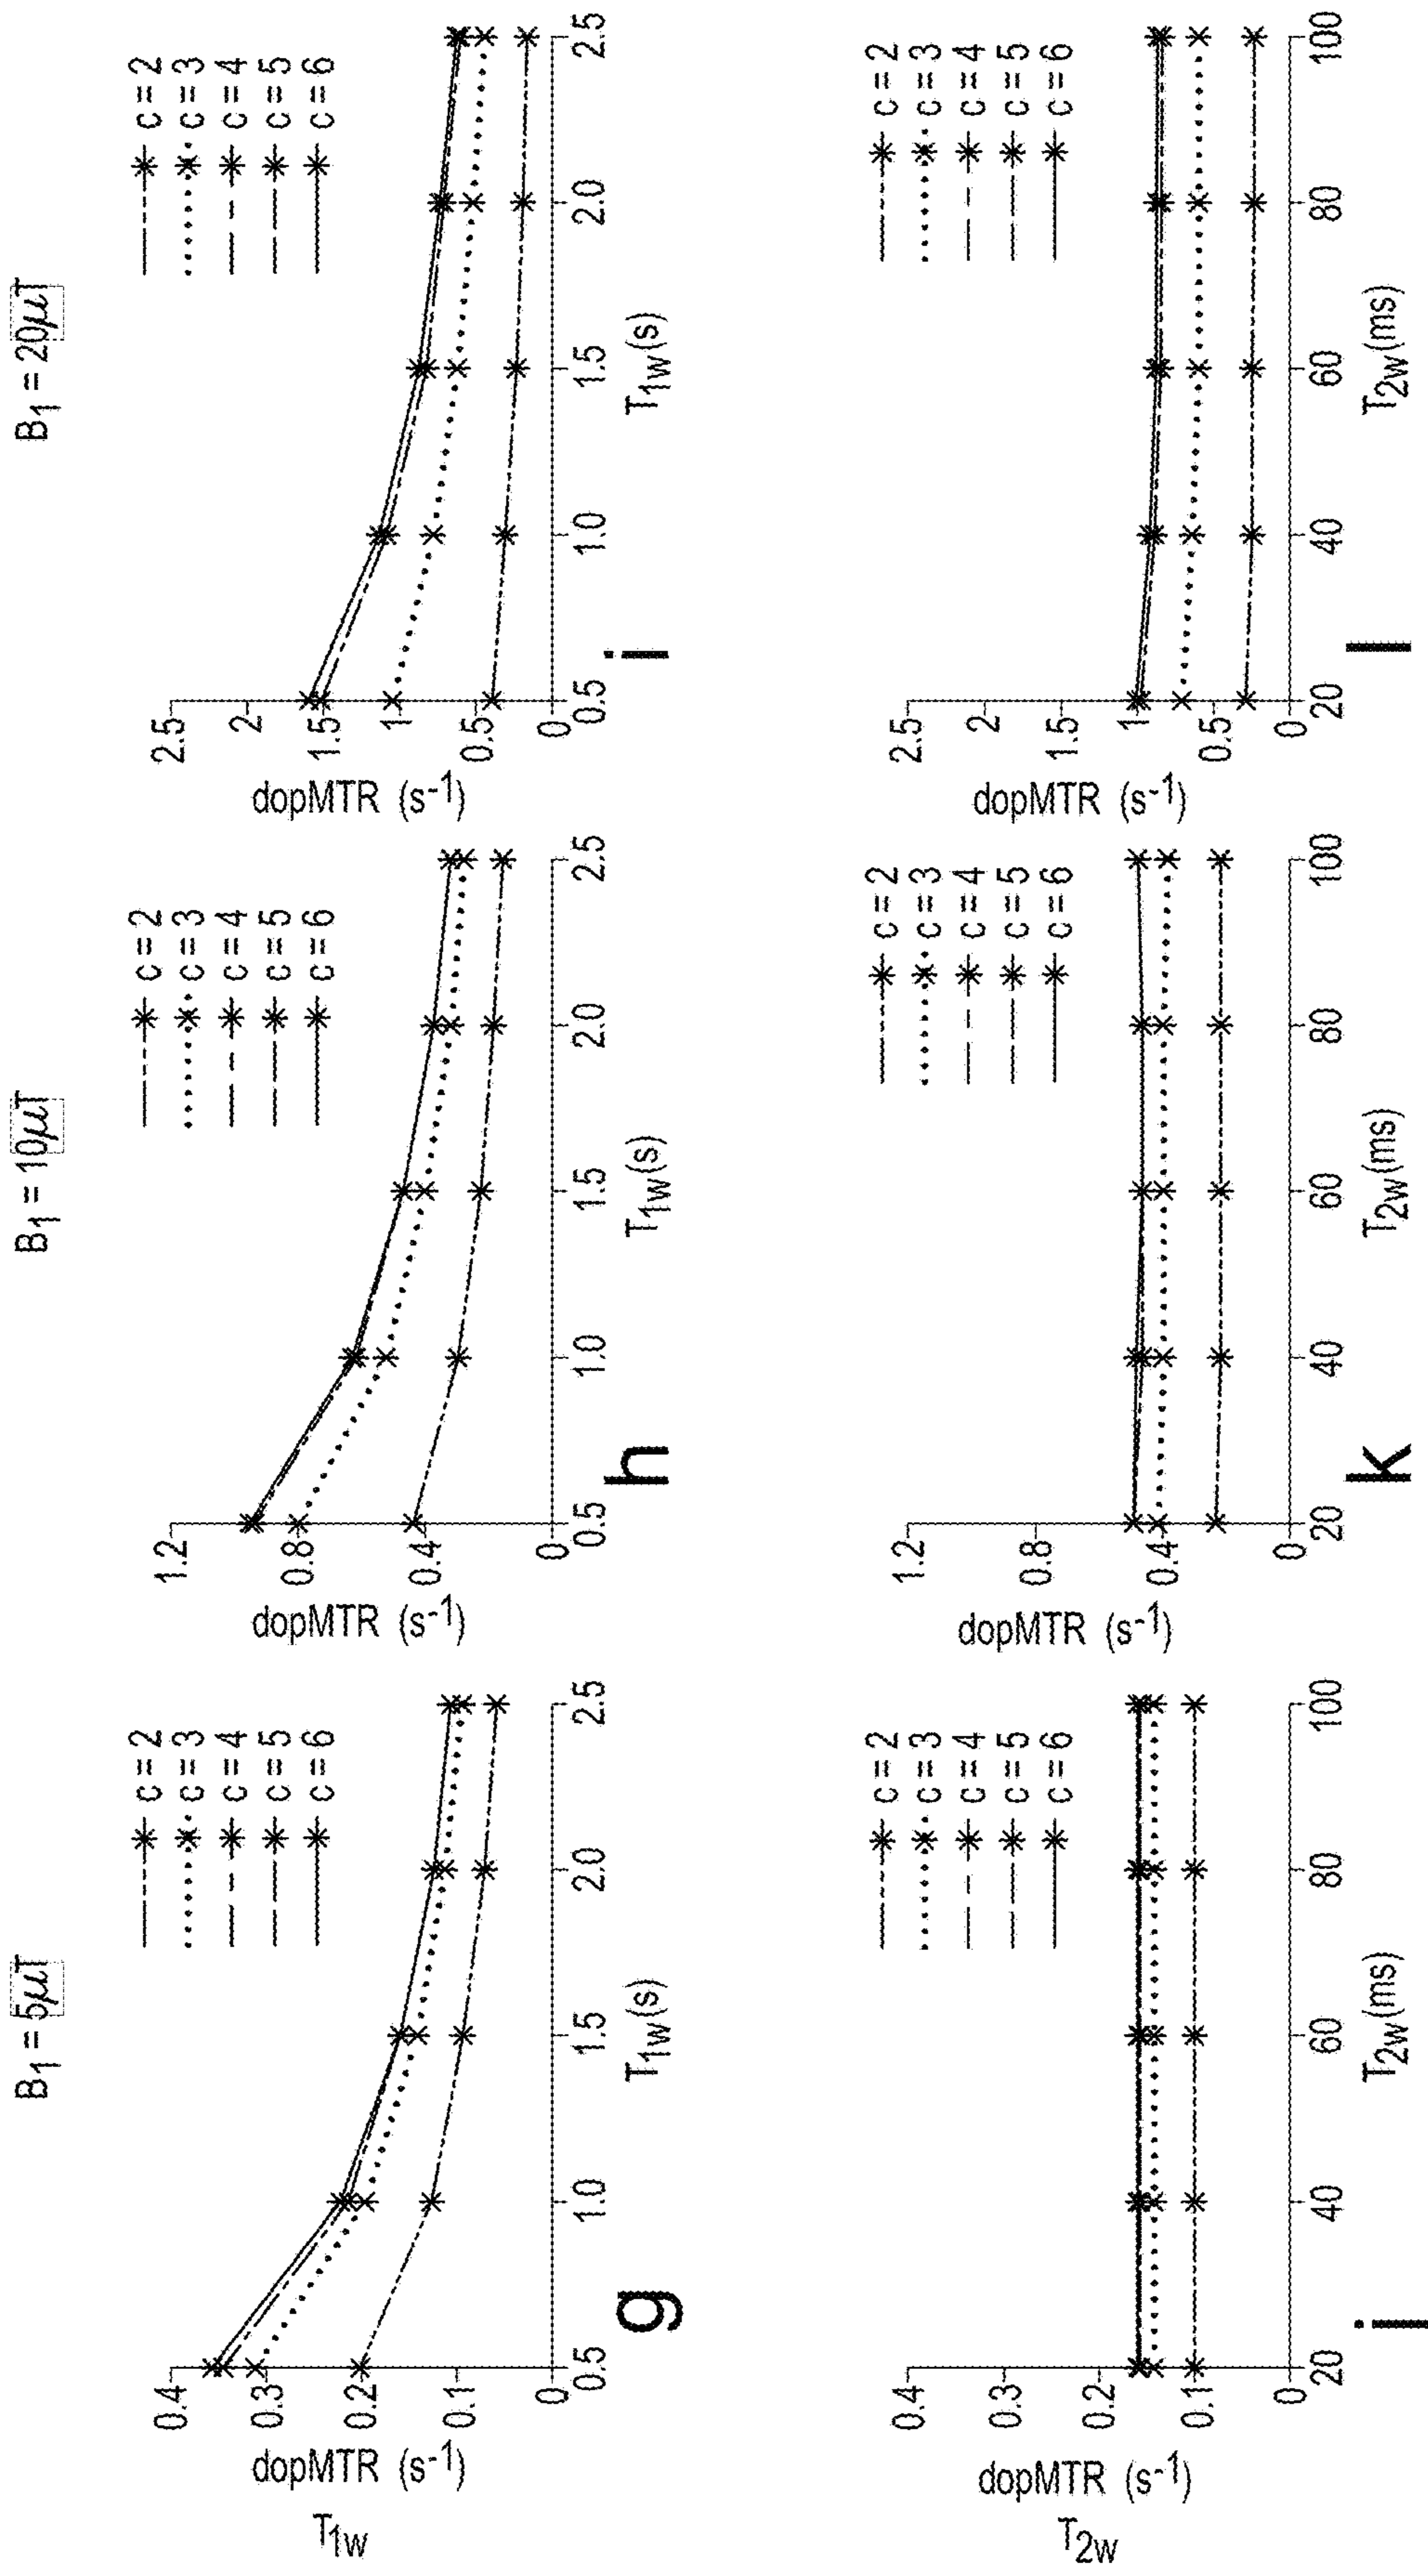 B1 = 5μT
B1 = 10μT
B1 = 20μT
T1w
dopMTR (s-1)
0.4
0.3
0.2
0.1
0
c = 2
c = 3
c = 4
c = 5
c = 6
0.5
1.0
1.5
2.0
2.5
T1w(s)
g
dopMTR (s-1)
1.2
0.8
0.4
0
c = 2
c = 3
c = 4
c = 5
c = 6
0.5
1.0
1.5
2.0
2.5
T1w(s)
h
dopMTR (s-1)
2.5
2
1.5
1
0.5
0
c = 2
c = 3
c = 4
c = 5
c = 6
0.5
1.0
1.5
2.0
2.5
T1w(s)
i
T2w
dopMTR (s-1)
0.4
0.3
0.2
0.1
0
c = 2
c = 3
c = 4
c = 5
c = 6
20
40
60
80
100
T2w(ms)
j
dopMTR (s-1)
1.2
0.8
0.4
0
c = 2
c = 3
c = 4
c = 5
c = 6
20
40
60
80
100
T2w(ms)
k
dopMTR (s-1)
2.5
2
1.5
1
0.5
0
c = 2
c = 3
c = 4
c = 5
c = 6
20
40
60
80
100
T2w(ms)
l